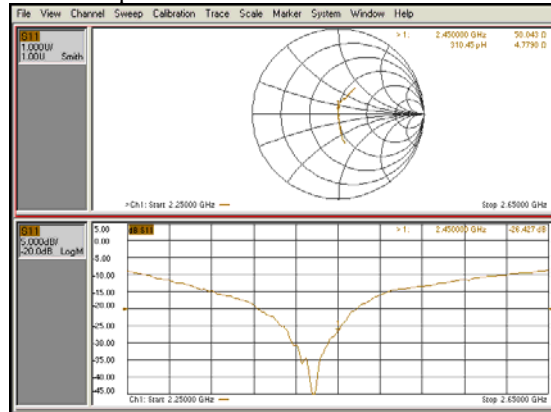 File View Channel Sweep Calibration Trace Scale Marker System Window Help
S11
1.000U/
1.00U Smith
> 1: 2.450000 GHz 50.043 Ω
310.45 pH 4.7790 Ω
>Ch1: Start 2.25000 GHz — Stop 2.65000 GHz
S11
5.000dB/
-20.0dB LogM
5.00 dB S11 > 1: 2.450000 GHz -26.427 dB
0.00
-5.00
-10.00
-15.00
-20.00
-25.00
-30.00
-35.00
-40.00
-45.00
Ch1: Start 2.25000 GHz — Stop 2.65000 GHz